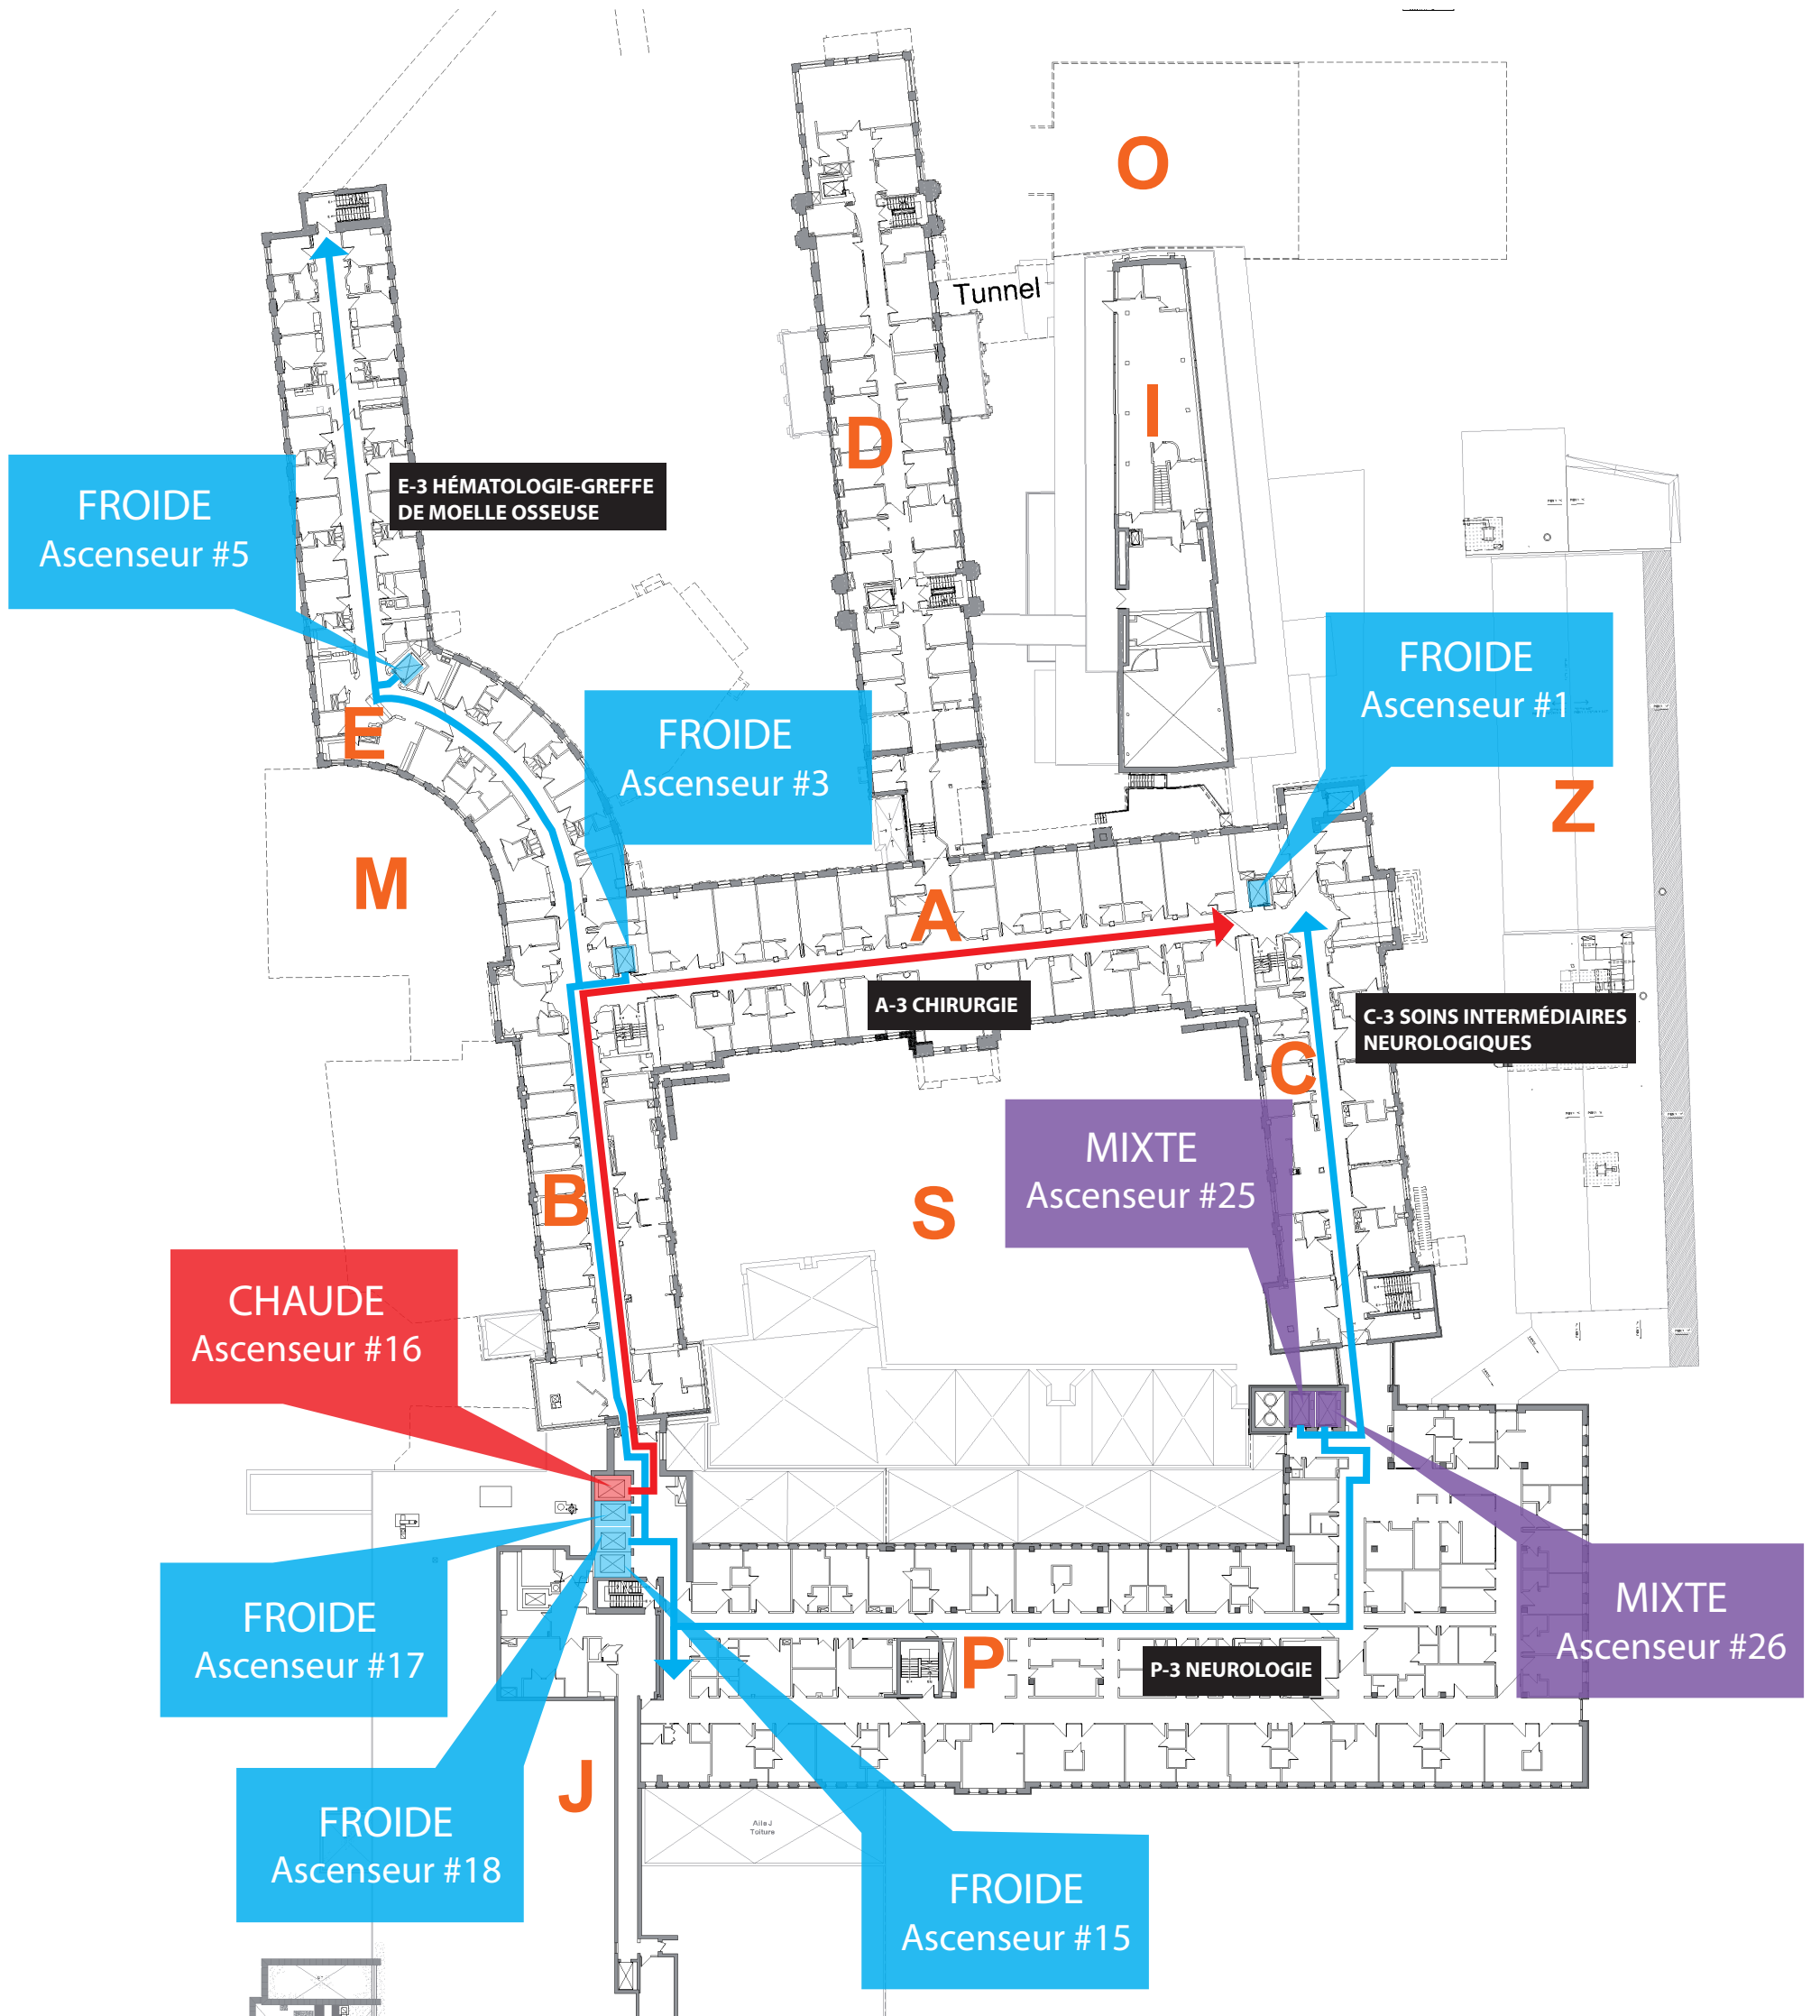 O
Tunnel
I
D
E-3 HÉMATOLOGIE-GREFFE
DE MOELLE OSSEUSE
FROIDE
Ascenseur #5
FROIDE
Ascenseur #1
E
FROIDE
Ascenseur #3
Z
M
A
A-3 CHIRURGIE
C-3 SOINS INTERMÉDIAIRES
NEUROLOGIQUES
C
MIXTE
Ascenseur #25
B
S
CHAUDE
Ascenseur #16
FROIDE
Ascenseur #17
MIXTE
Ascenseur #26
P
P-3 NEUROLOGIE
J
FROIDE
Ascenseur #18
Aile J
Toiture
FROIDE
Ascenseur #15